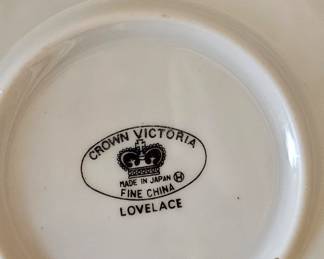 CROWN VICTORIA
MADE IN JAPAN H
FINE CHINA
LOVELACE